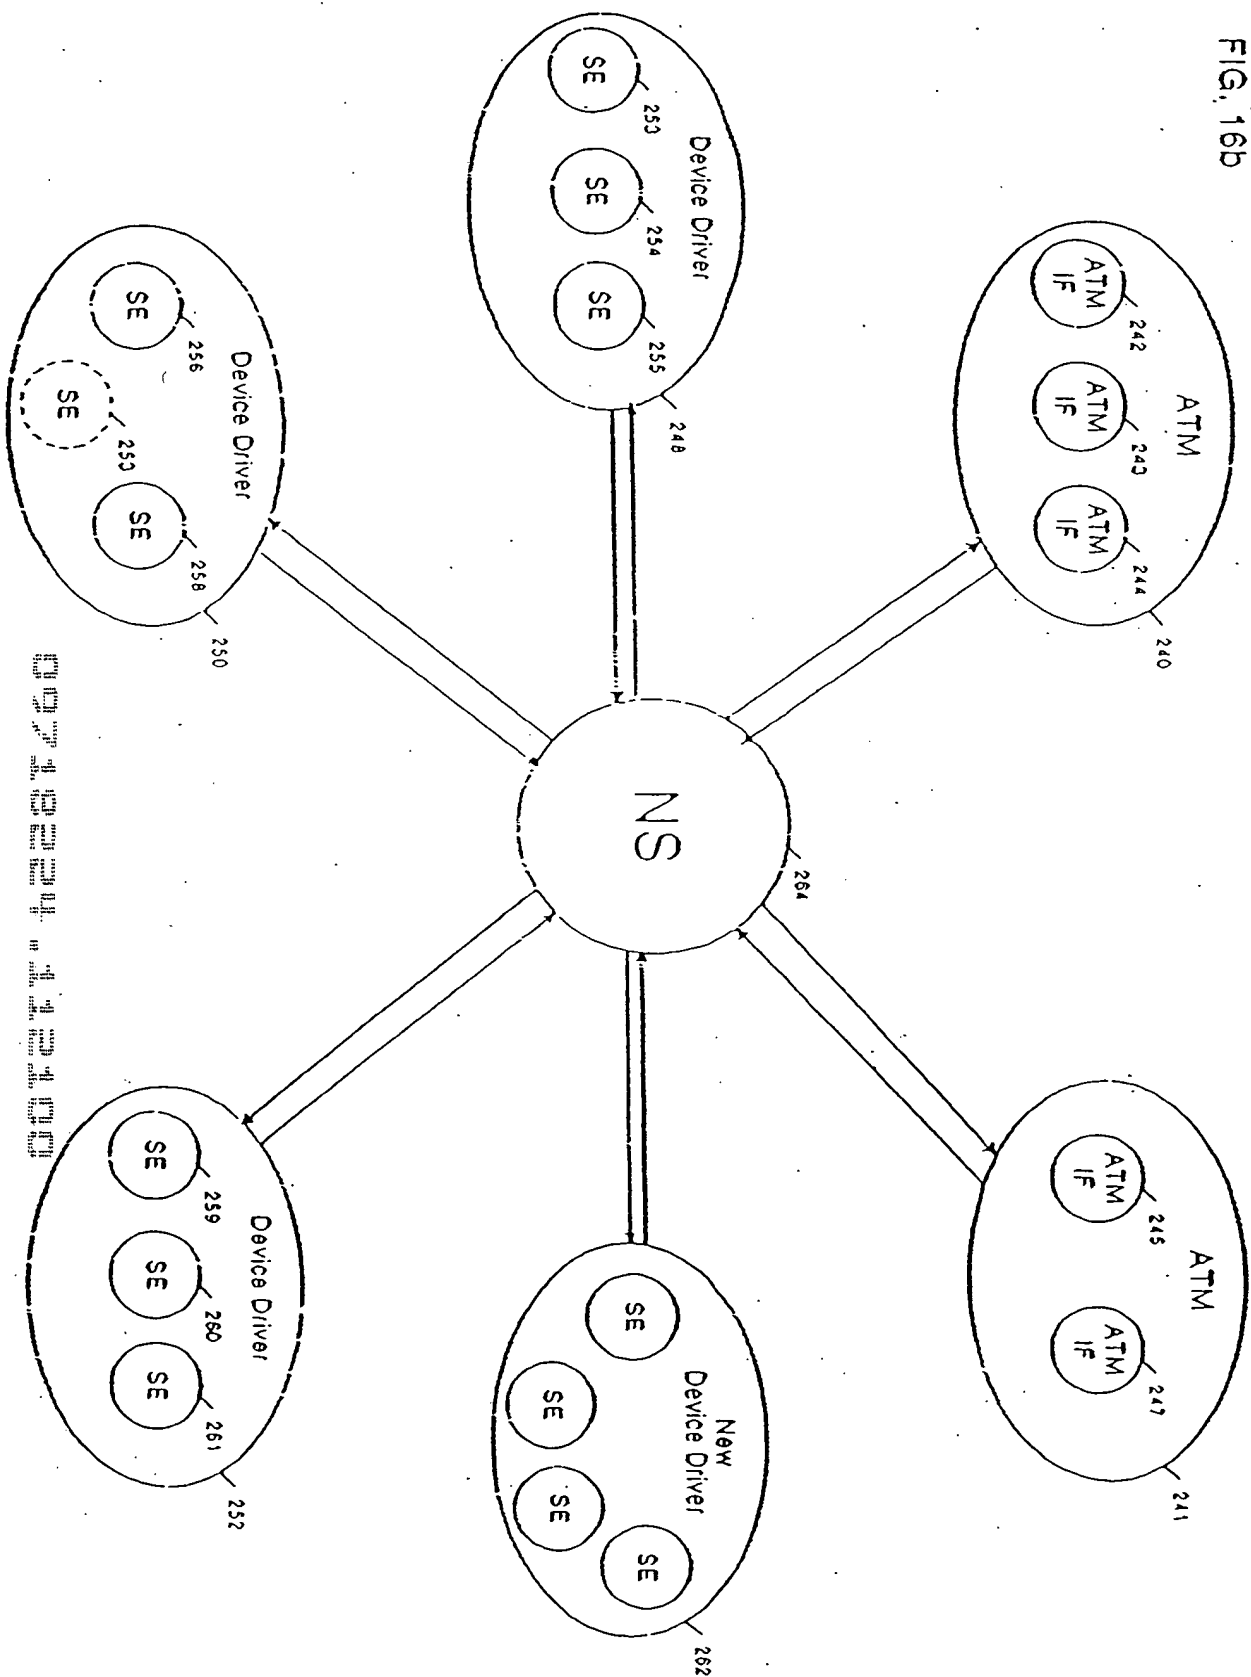 FIG. 16b
ATM
ATM
IF
242
ATM
IF
243
ATM
IF
244
240
ATM
ATM
IF
245
ATM
IF
247
241
Device Driver
SE
253
SE
254
SE
255
248
NS
264
New
Device Driver
SE
SE
SE
SE
262
Device Driver
SE
256
SE
253
SE
258
250
Device Driver
SE
259
SE
260
SE
261
252
09718224.112100